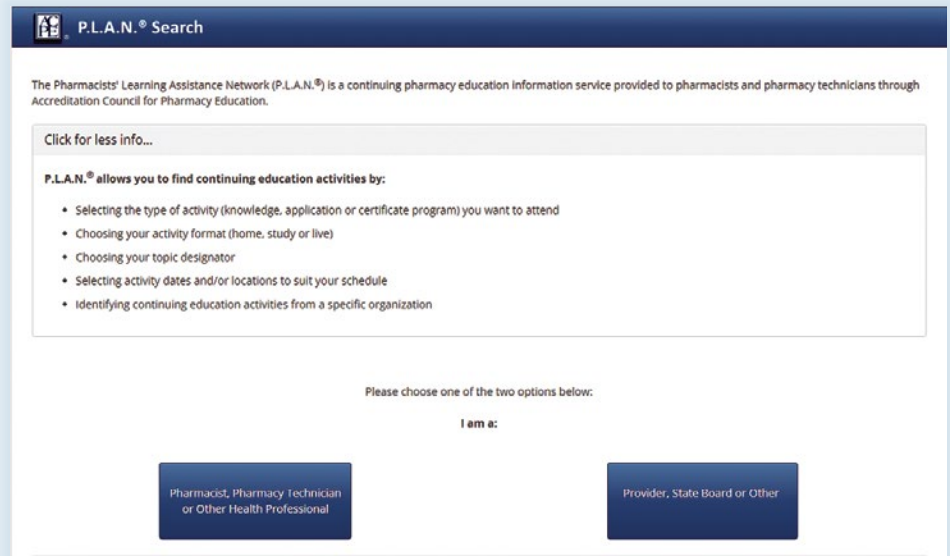 P.L.A.N.® Search
The Pharmacists' Learning Assistance Network (P.L.A.N.®) is a continuing pharmacy education information service provided to pharmacists and pharmacy technicians through
Accreditation Council for Pharmacy Education.
Click for less info...
P.L.A.N.® allows you to find continuing education activities by:
• Selecting the type of activity (knowledge, application or certificate program) you want to attend
• Choosing your activity format (home, study or live)
• Choosing your topic designator
• Selecting activity dates and/or locations to suit your schedule
• Identifying continuing education activities from a specific organization
Please choose one of the two options below:
I am a:
Pharmacist, Pharmacy Technician
or Other Health Professional
Provider, State Board or Other